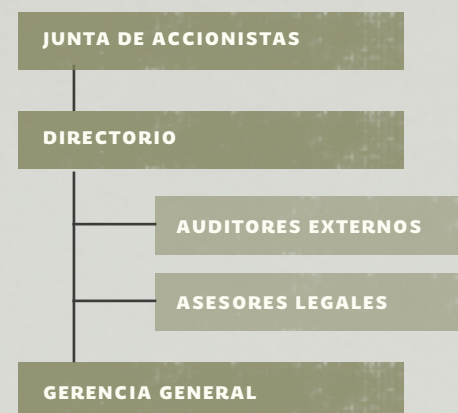 JUNTA DE ACCIONISTAS
DIRECTORIO
AUDITORES EXTERNOS
ASESORES LEGALES
GERENCIA GENERAL